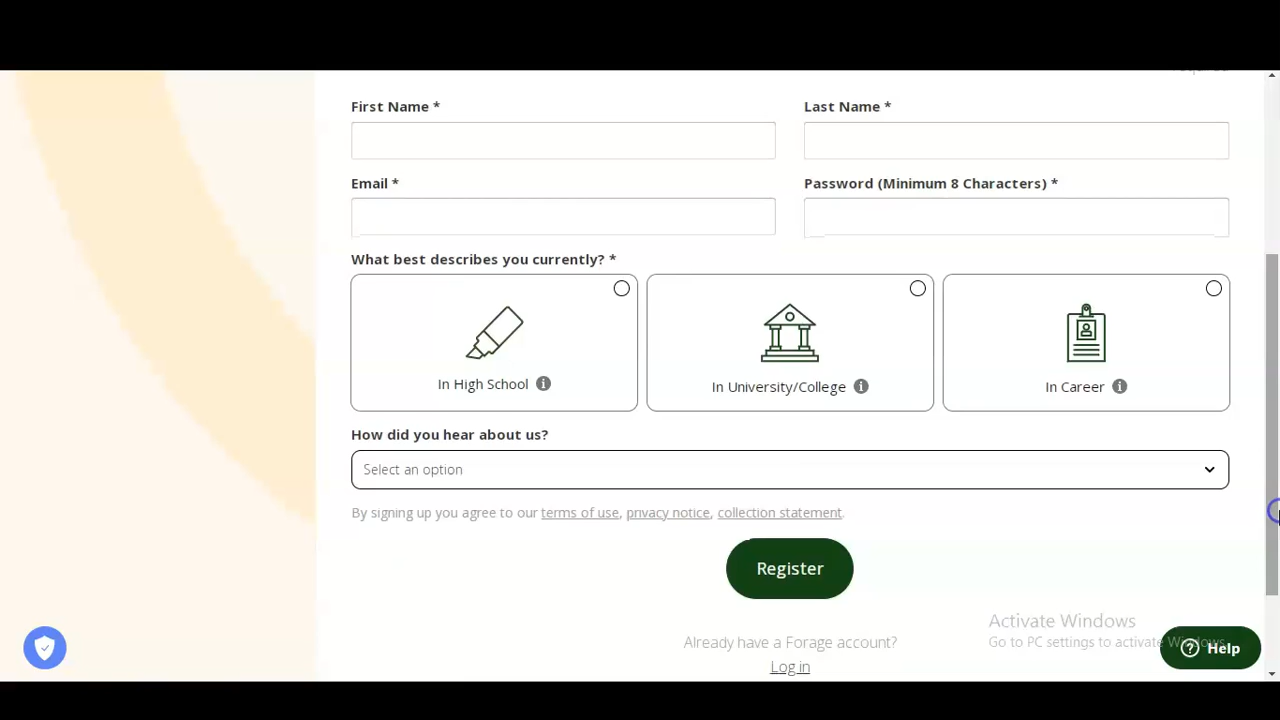 First Name *
Last Name *
Email *
Password (Minimum 8 Characters) *
What best describes you currently? *
In High School
In University/College
In Career
How did you hear about us?
Select an option
By signing up you agree to our terms of use, privacy notice, collection statement.
Register
Activate Windows
Go to PC settings to activate Windows.
Already have a Forage account?
Help
Log in